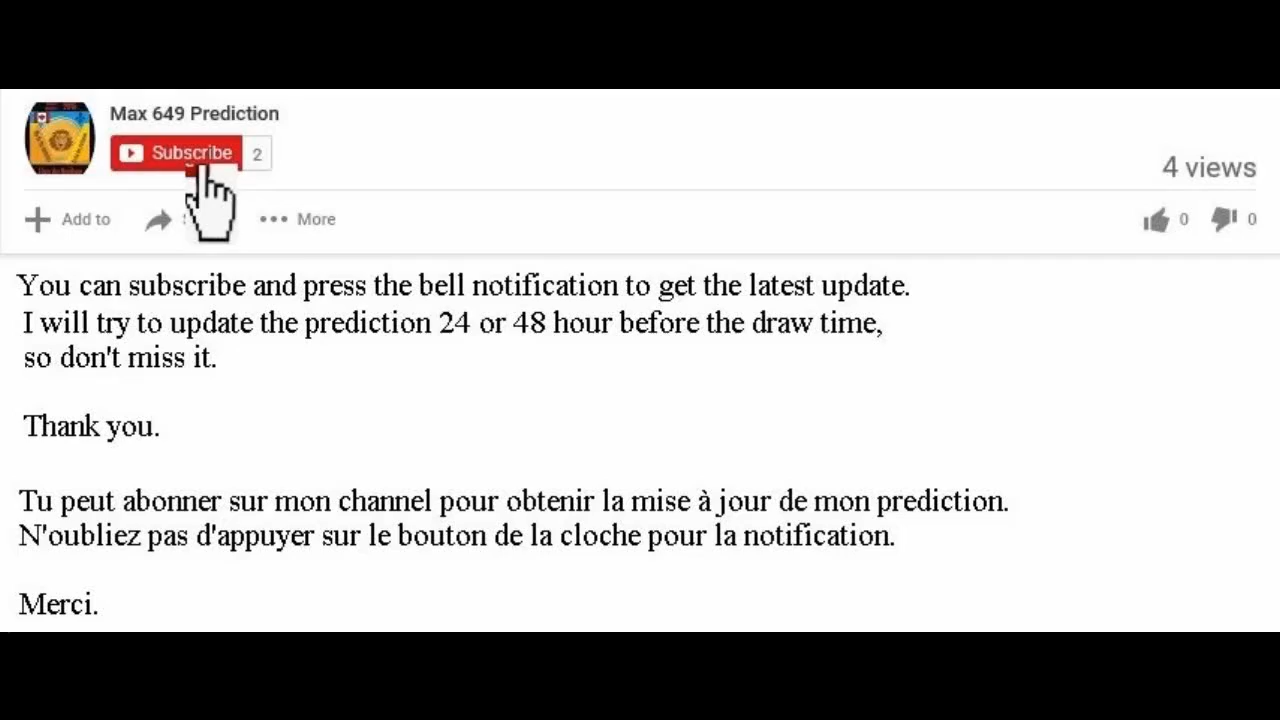 Max 649 Prediction
Subscribe 2
4 views
Add to
More
0 0
You can subscribe and press the bell notification to get the latest update.
I will try to update the prediction 24 or 48 hour before the draw time,
so don't miss it.
Thank you.
Tu peut abonner sur mon channel pour obtenir la mise à jour de mon prediction.
N'oubliez pas d'appuyer sur le bouton de la cloche pour la notification.
Merci.